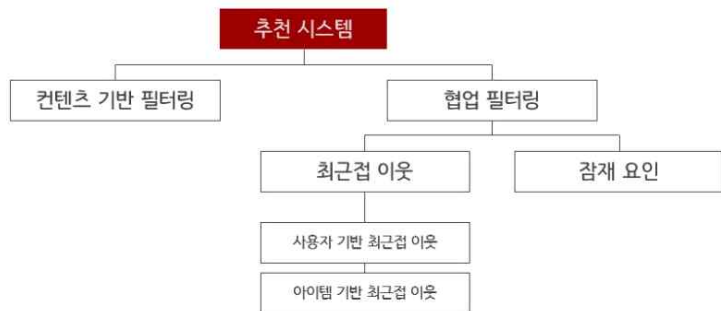 추천 시스템
컨텐츠 기반 필터링
협업 필터링
최근접 이웃
잠재 요인
사용자 기반 최근접 이웃
아이템 기반 최근접 이웃